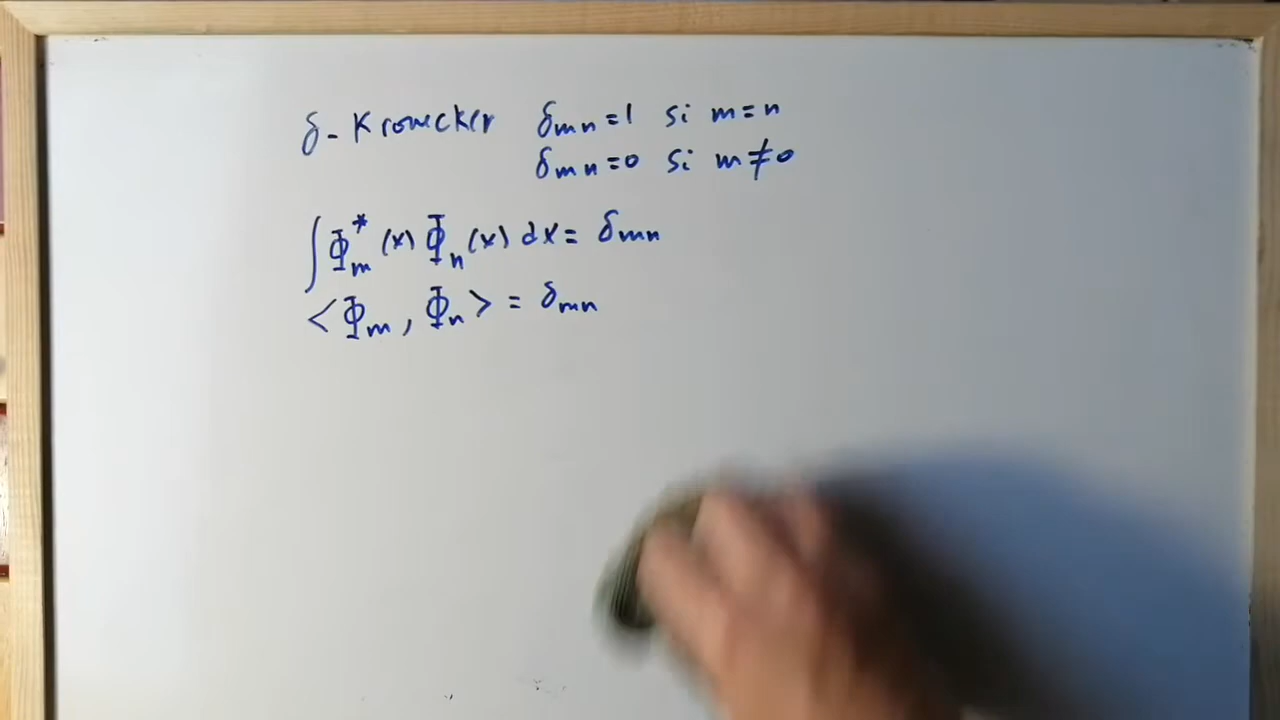 δ- Kronecker δmn=1 si m=n
δmn=0 si m≠0
∫Φ*m(x) Φn(x) dx= δmn
<Φm, Φn> = δmn